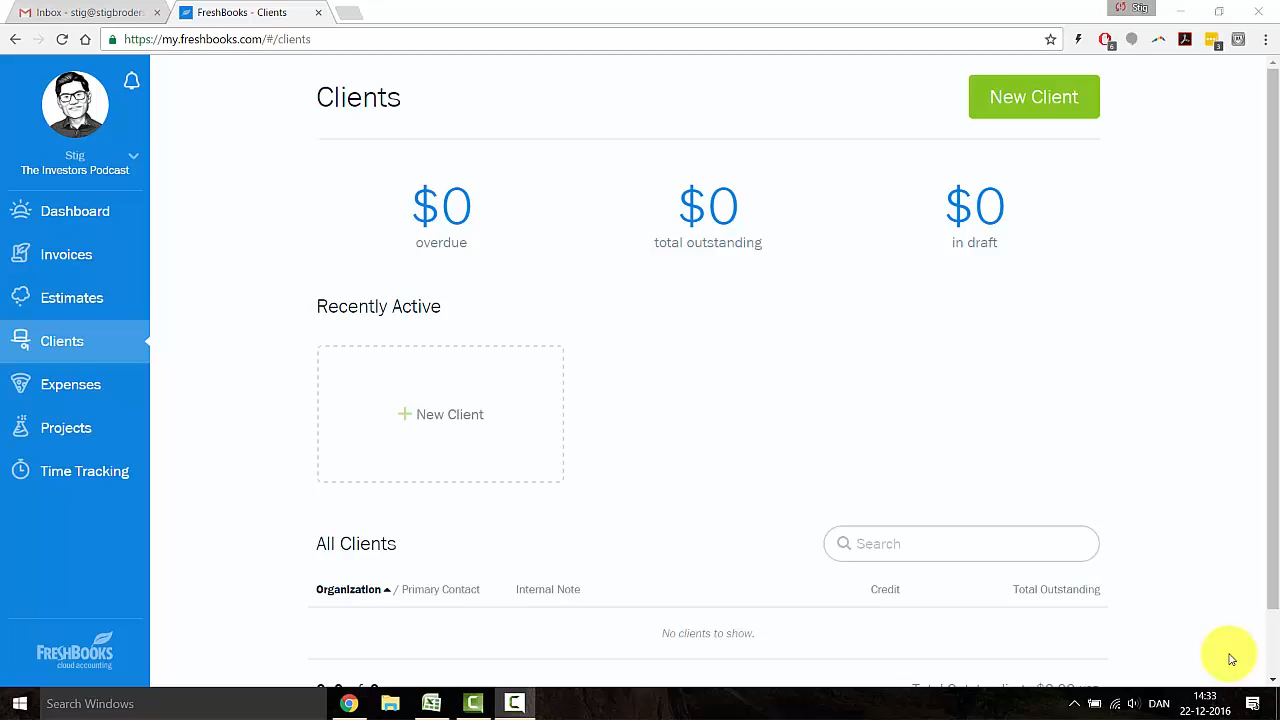 Inbox - stig@stigbroders
FreshBooks - Clients
Stig
https://my.freshbooks.com/#/clients
6
3
Stig
The Investors Podcast
Dashboard
Invoices
Estimates
Clients
Expenses
Projects
Time Tracking
FRESHBOOKS
cloud accounting
Clients
New Client
$0
overdue
$0
total outstanding
$0
in draft
Recently Active
+ New Client
All Clients
Search
Organization / Primary Contact
Internal Note
Credit
Total Outstanding
No clients to show.
Search Windows
DAN
14:33
22-12-2016